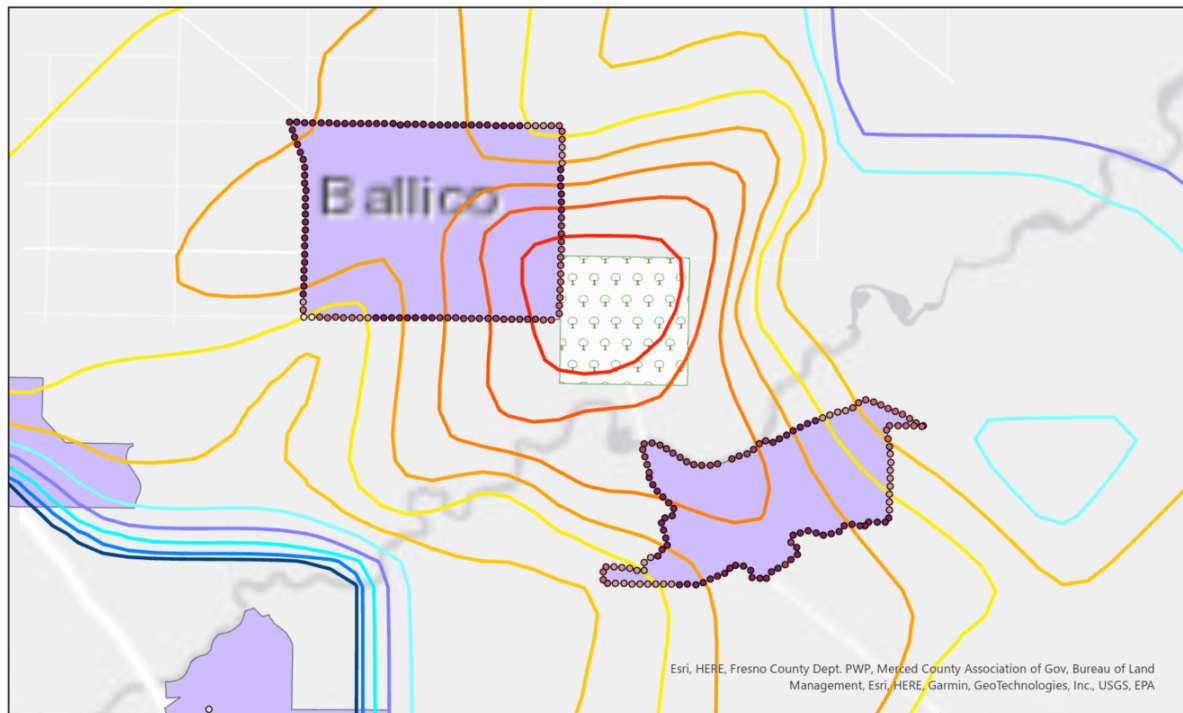 Ballico
Esri, HERE, Fresno County Dept. PWP, Merced County Association of Gov, Bureau of Land
Management, Esri, HERE, Garmin, GeoTechnologies, Inc., USGS, EPA